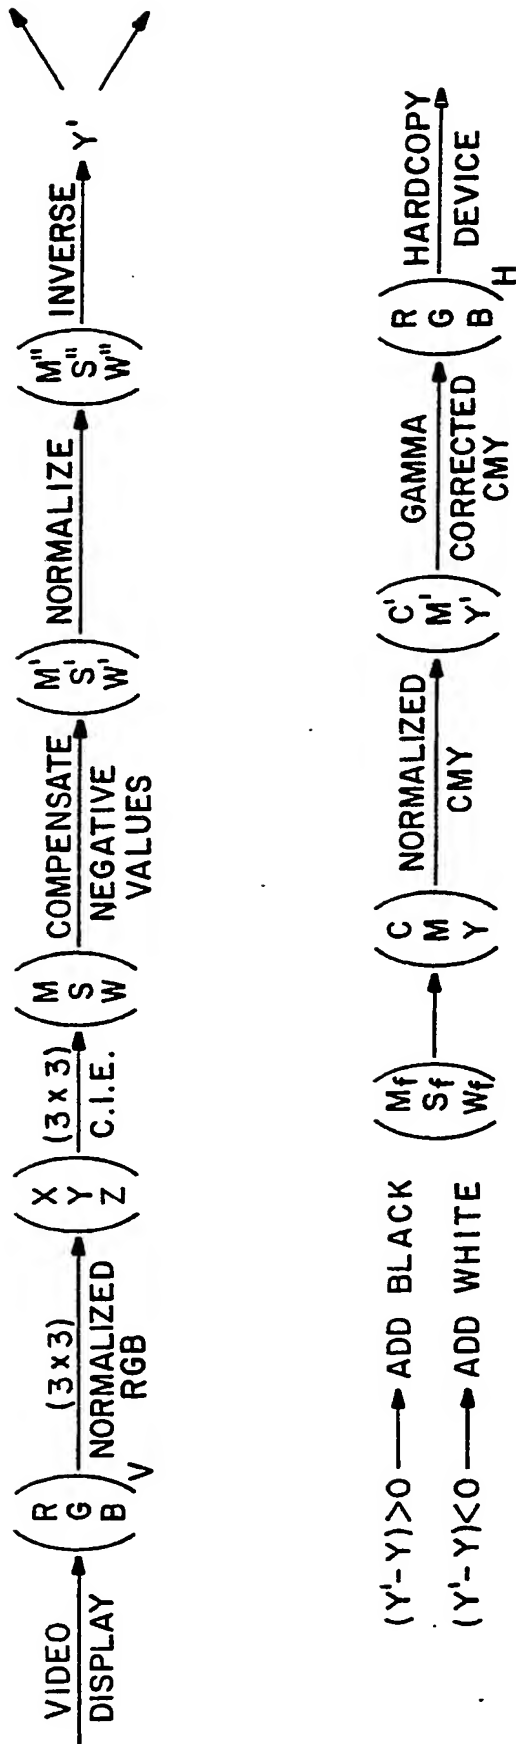 VIDEO
DISPLAY
( R
G
B )V
(3 x 3)
NORMALIZED
RGB
( X
Y
Z )
(3 x 3)
C.I.E.
( M
S
W )
COMPENSATE
NEGATIVE
VALUES
( M'
S'
W' )
NORMALIZE
( M"
S"
W" )
INVERSE
Y'
(Y'-Y)>0 → ADD BLACK
(Y'-Y)<0 → ADD WHITE
( Mf
Sf
Wf )
( C
M
Y )
NORMALIZED
CMY
( C'
M'
Y' )
GAMMA
CORRECTED
CMY
( R
G
B )H
HARDCOPY
DEVICE